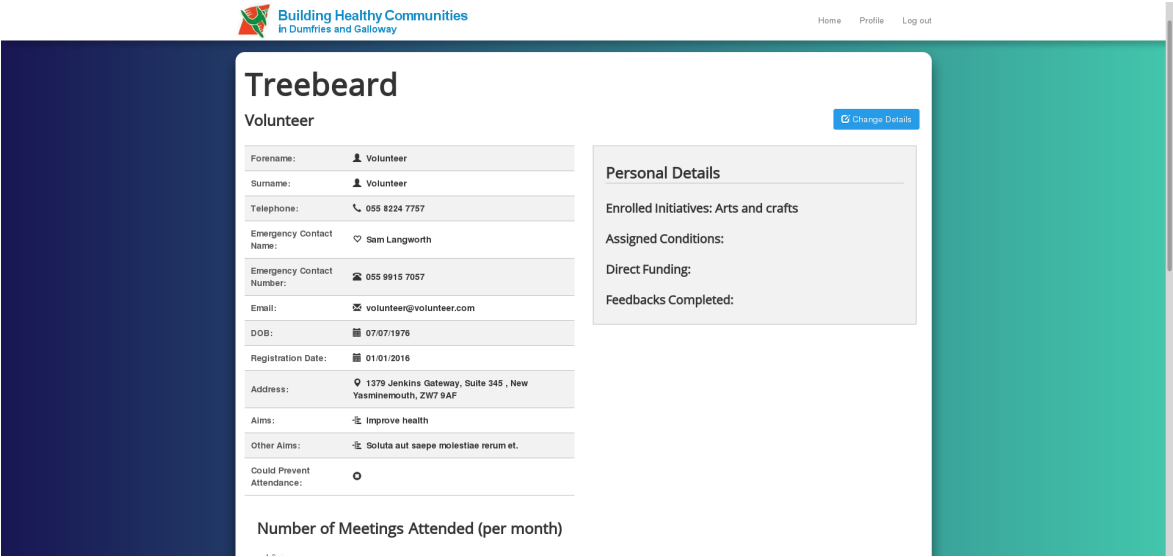 Building Healthy Communities
in Dumfries and Galloway
Home Profile Log out
Treebeard
Volunteer
Change Details
Forename: Volunteer
Surname: Volunteer
Telephone: 055 8224 7757
Emergency Contact
Name: Sam Langworth
Emergency Contact
Number: 055 9915 7057
Email: volunteer@volunteer.com
DOB: 07/07/1976
Registration Date: 01/01/2016
Address: 1379 Jenkins Gateway, Suite 345 , New
Yasminemouth, ZW7 9AF
Aims: Improve health
Other Aims: Soluta aut saepe molestiae rerum et.
Could Prevent
Attendance:
Personal Details
Enrolled Initiatives: Arts and crafts
Assigned Conditions:
Direct Funding:
Feedbacks Completed:
Number of Meetings Attended (per month)